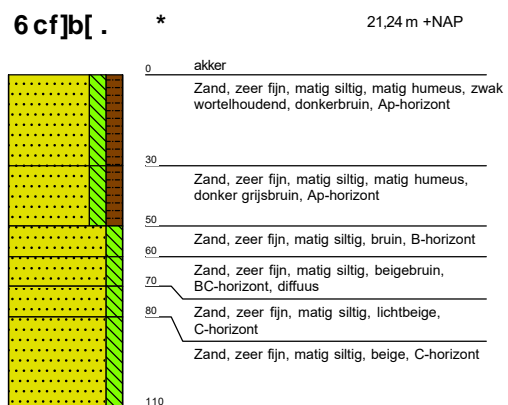 6 cf]b[ . *
21,24 m +NAP
0 akker
Zand, zeer fijn, matig siltig, matig humeus, zwak
wortelhoudend, donkerbruin, Ap-horizont
30
Zand, zeer fijn, matig siltig, matig humeus,
donker grijsbruin, Ap-horizont
50
Zand, zeer fijn, matig siltig, bruin, B-horizont
60
Zand, zeer fijn, matig siltig, beigebruin,
BC-horizont, diffuus
70
Zand, zeer fijn, matig siltig, lichtbeige,
C-horizont
80
Zand, zeer fijn, matig siltig, beige, C-horizont
110